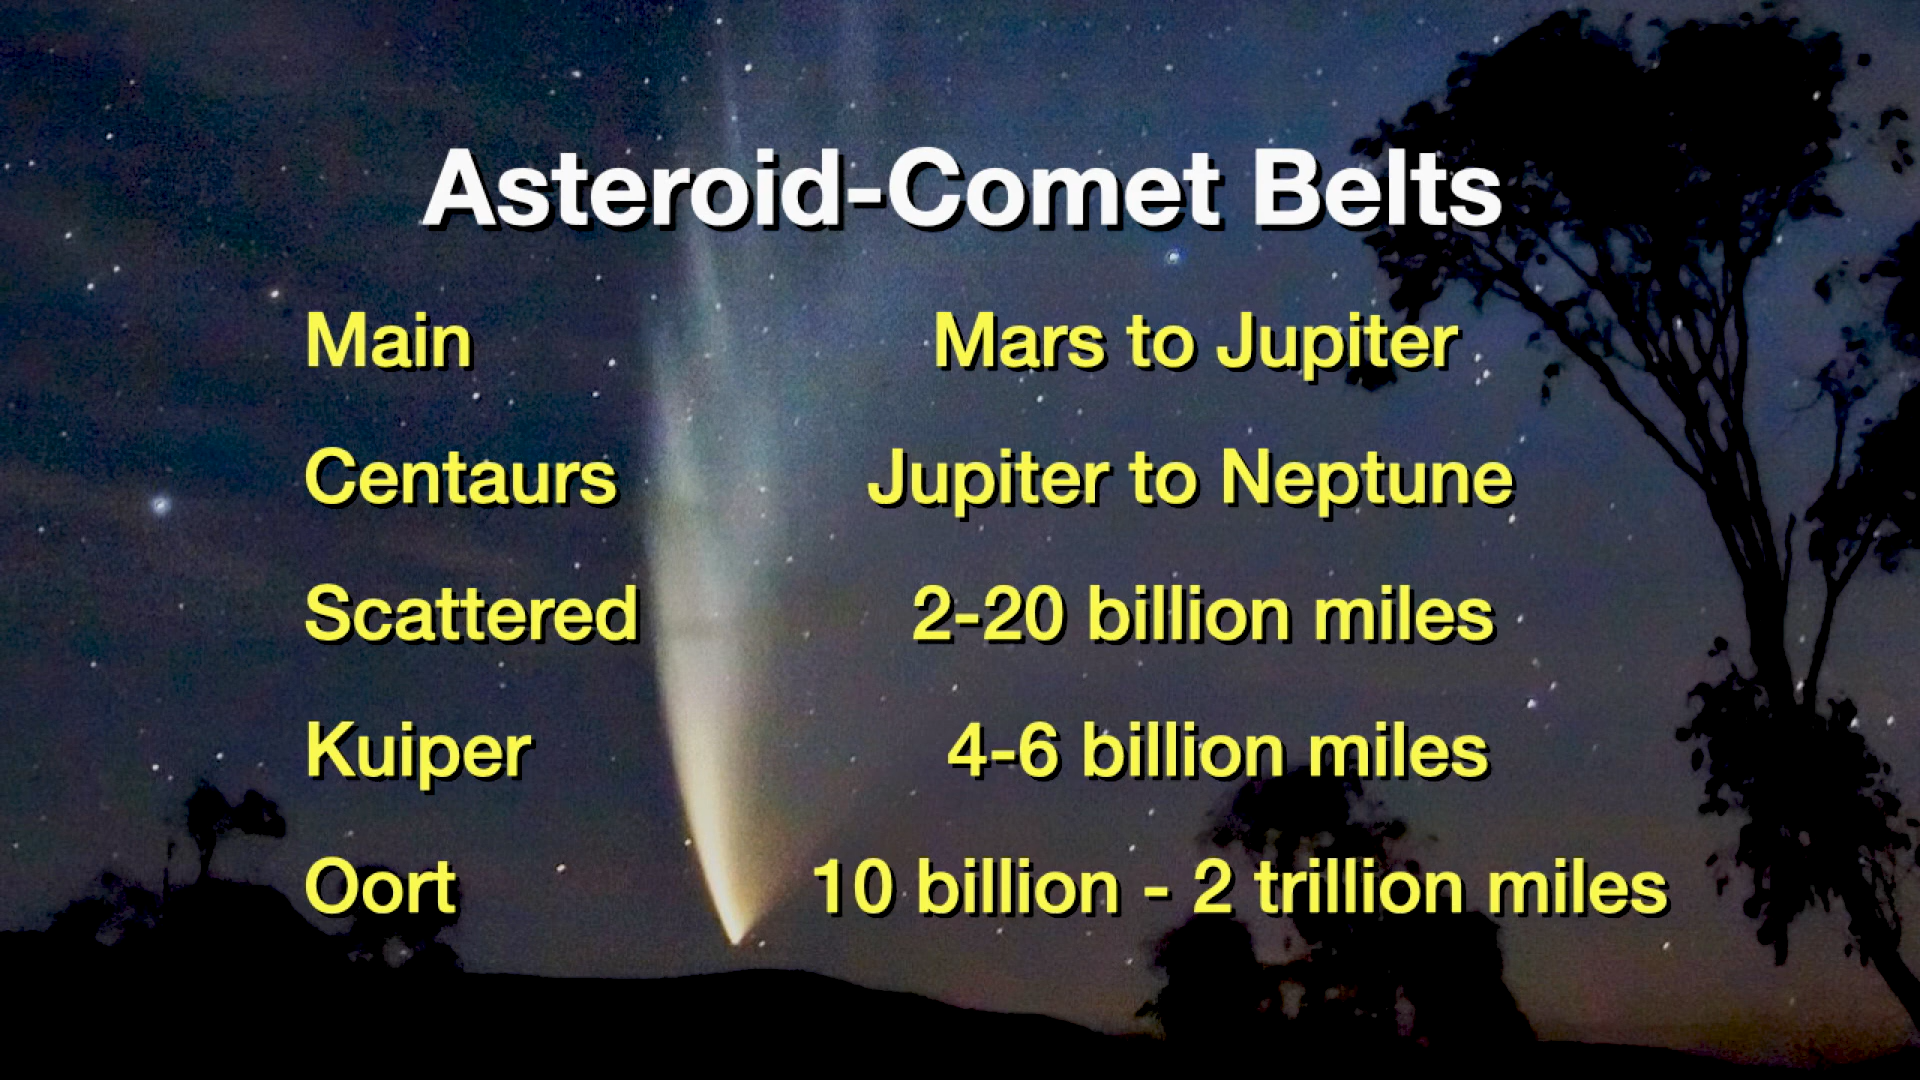 Asteroid-Comet Belts
Main Mars to Jupiter
Centaurs Jupiter to Neptune
Scattered 2-20 billion miles
Kuiper 4-6 billion miles
Oort 10 billion - 2 trillion miles